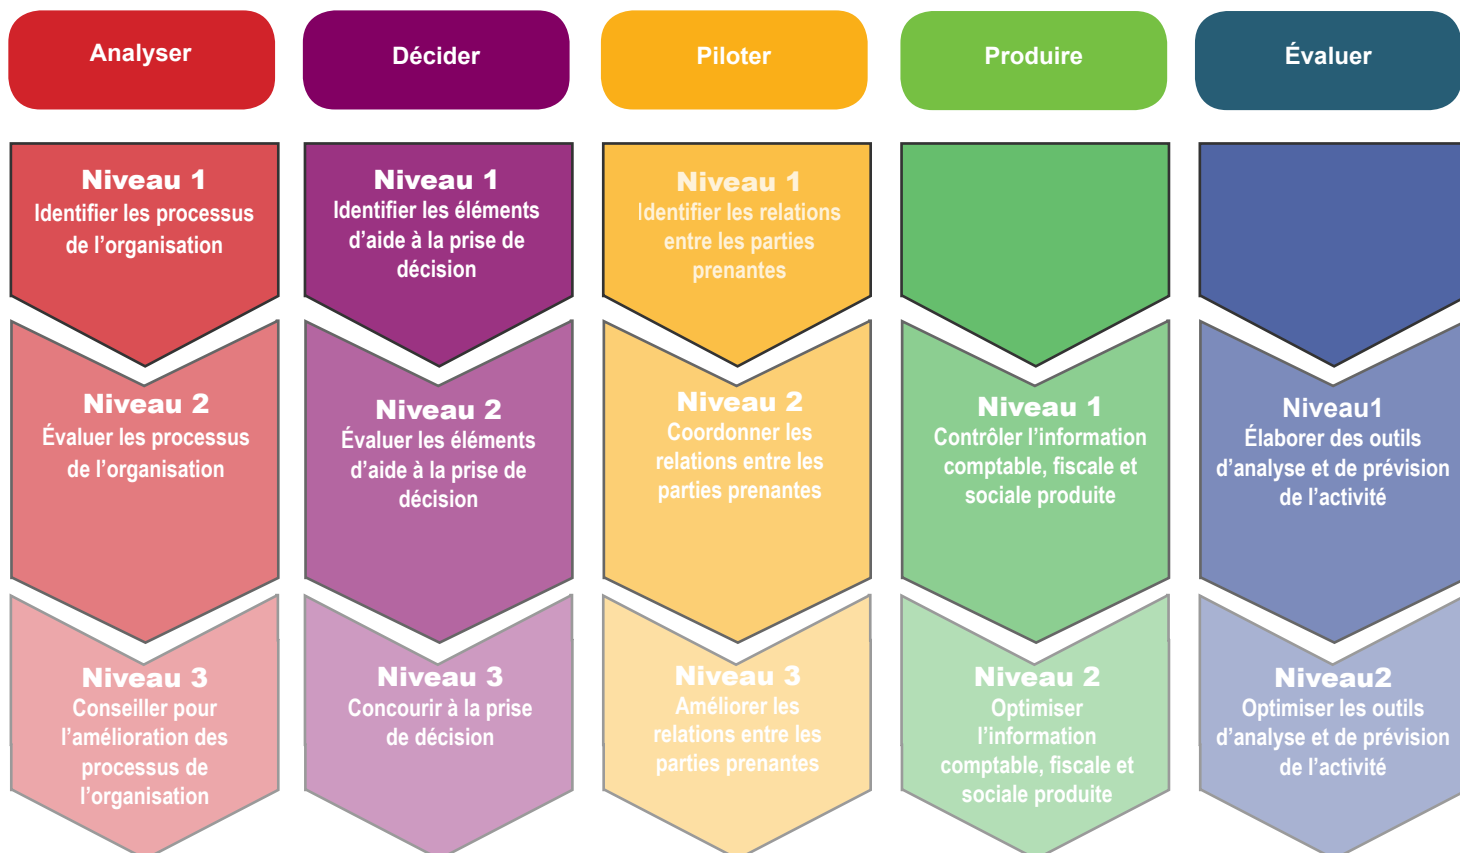 Analyser
Décider
Piloter
Produire
Évaluer
Niveau 1
Identifier les processus
de l’organisation
Niveau 1
Identifier les éléments
d’aide à la prise de
décision
Niveau 1
Identifier les relations
entre les parties
prenantes
Niveau 2
Évaluer les processus
de l’organisation
Niveau 2
Évaluer les éléments
d’aide à la prise de
décision
Niveau 2
Coordonner les
relations entre les
parties prenantes
Niveau 1
Contrôler l’information
comptable, fiscale et
sociale produite
Niveau1
Élaborer des outils
d’analyse et de prévision
de l’activité
Niveau 3
Conseiller pour
l’amélioration des
processus de
l’organisation
Niveau 3
Concourir à la prise
de décision
Niveau 3
Améliorer les
relations entre les
parties prenantes
Niveau 2
Optimiser
l’information
comptable, fiscale et
sociale produite
Niveau2
Optimiser les outils
d’analyse et de prévision
de l’activité